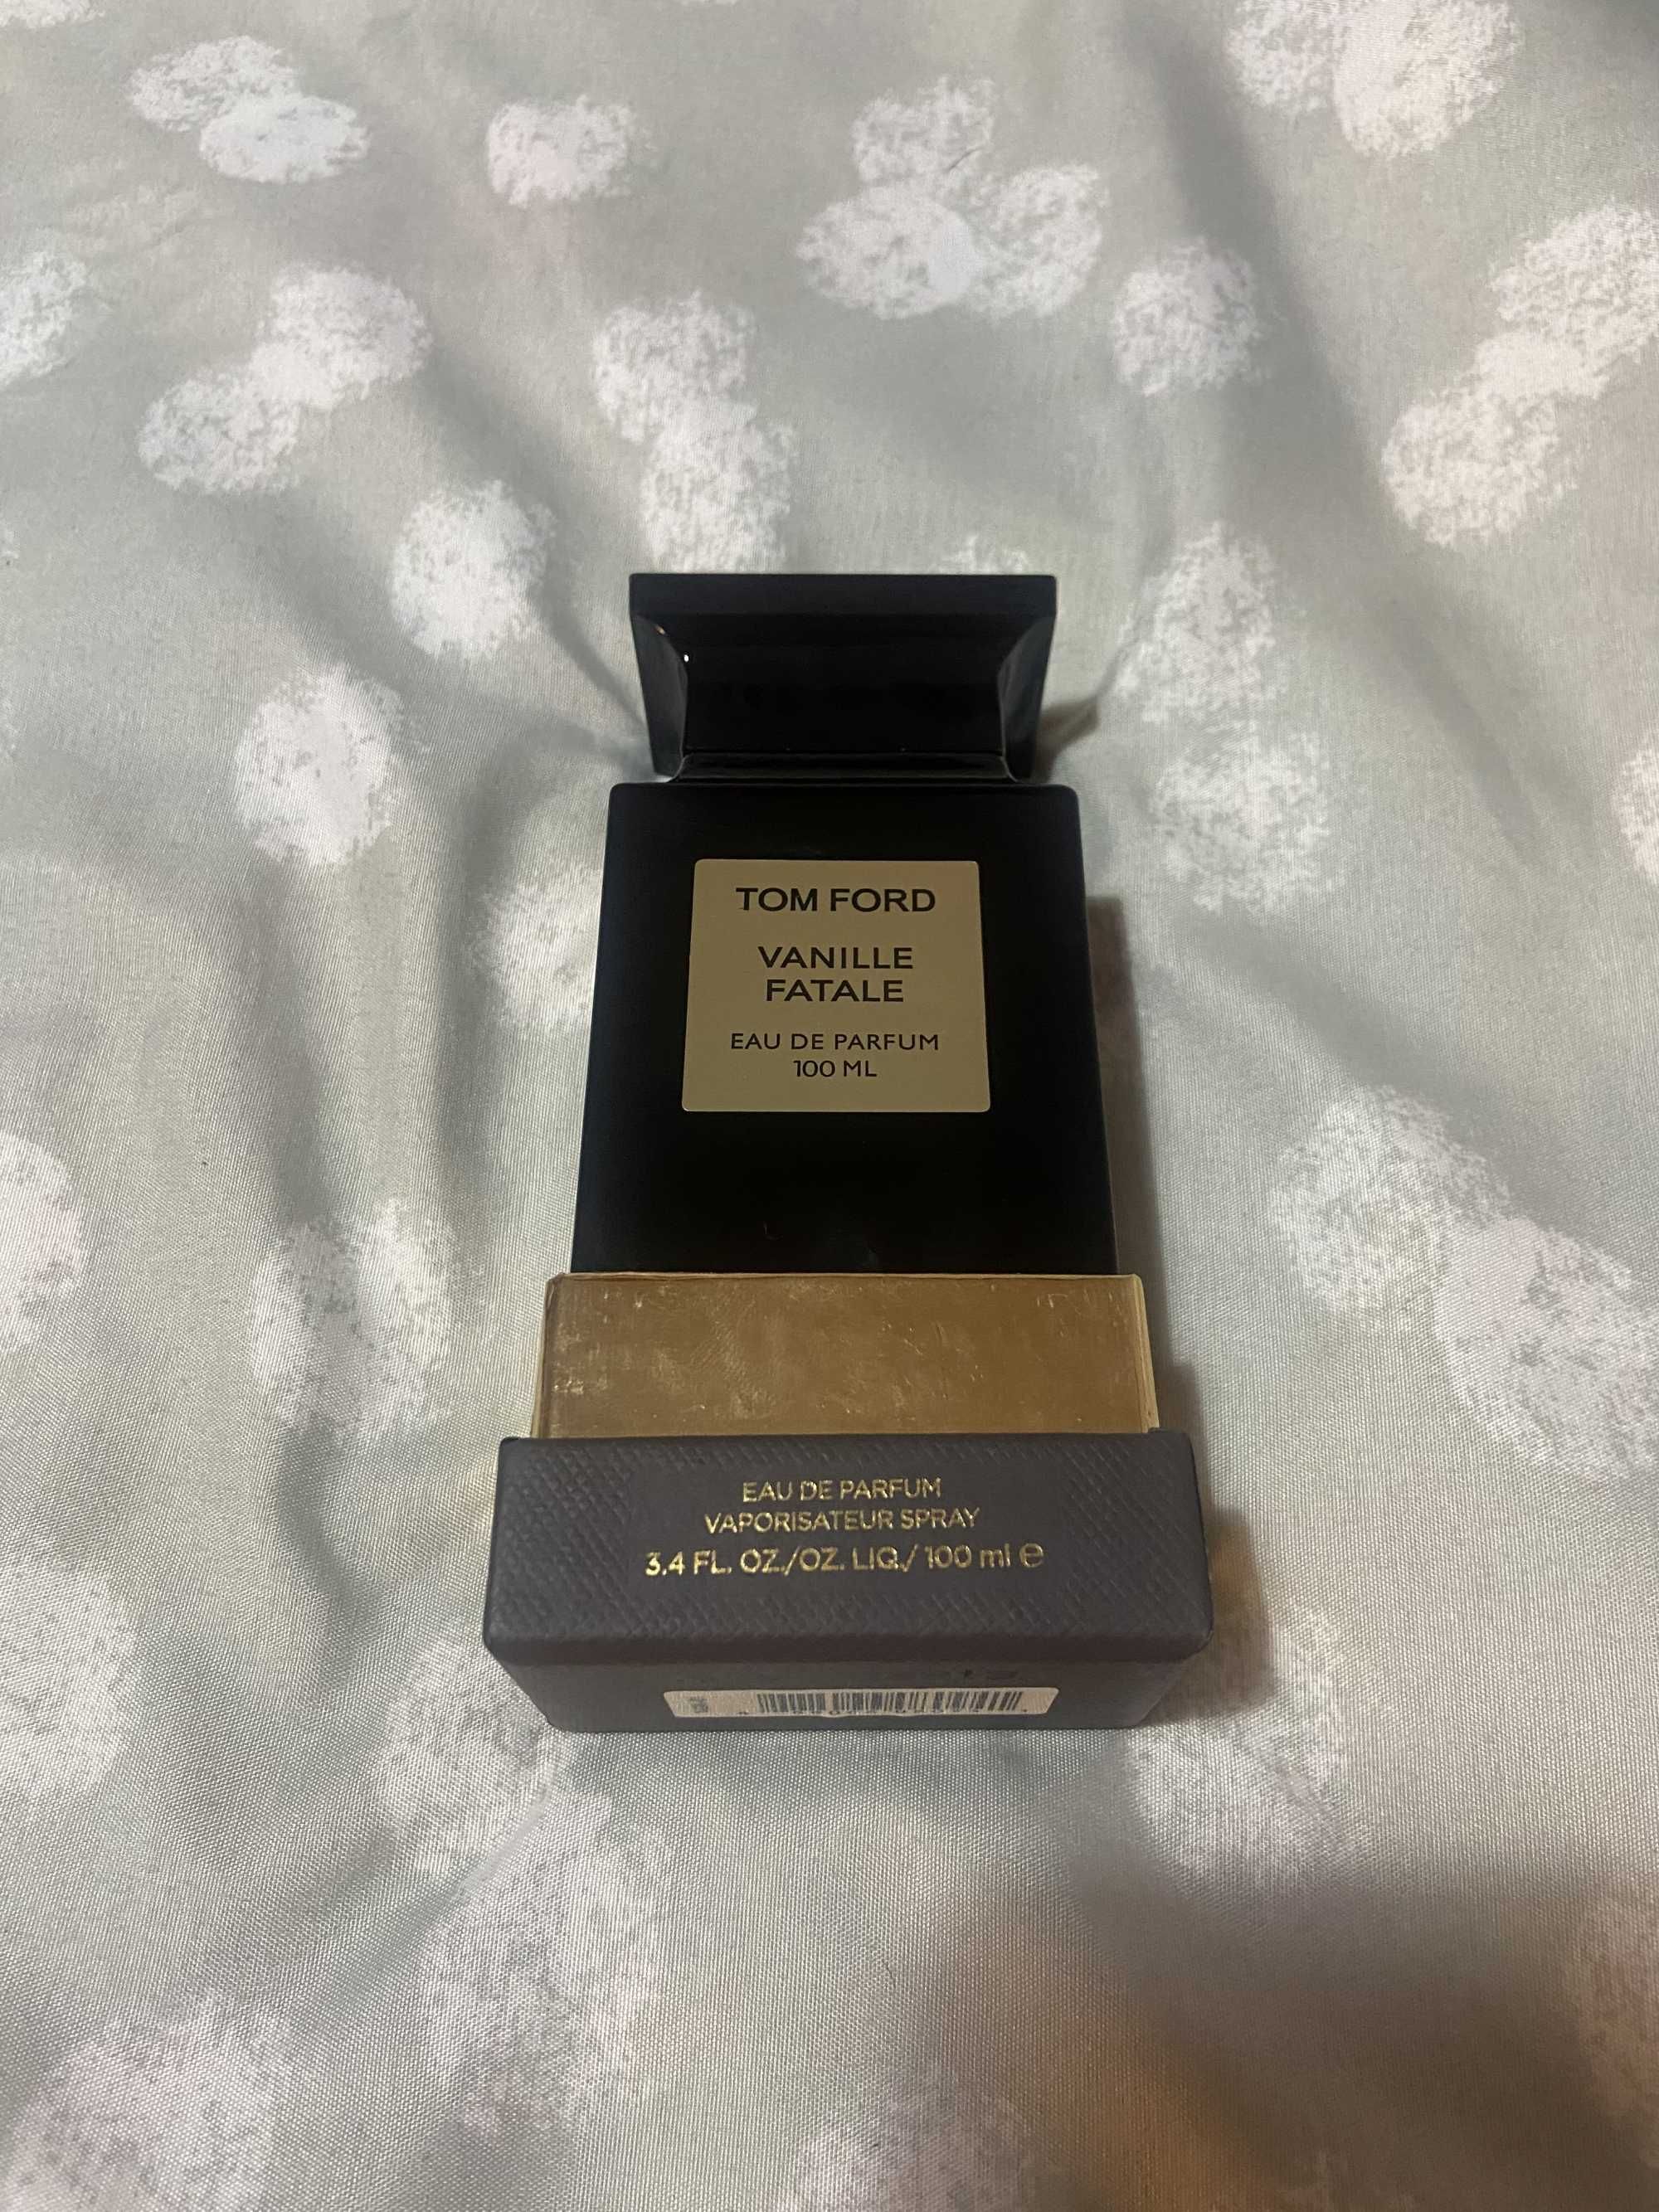 TOM FORD
VANILLE
FATALE
EAU DE PARFUM
100 ML
EAU DE PARFUM
VAPORISATEUR SPRAY
3.4 FL. OZ./OZ. LIQ./ 100 ml ℮